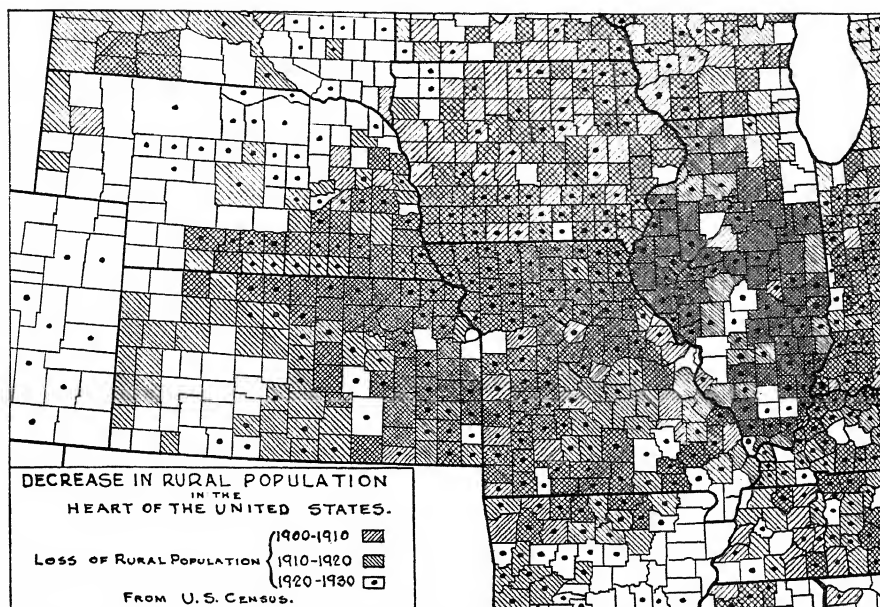 DECREASE IN RURAL POPULATION
IN THE
HEART OF THE UNITED STATES.
LOSS OF RURAL POPULATION { 1900-1910
1910-1920
1920-1930
FROM U.S. CENSUS.